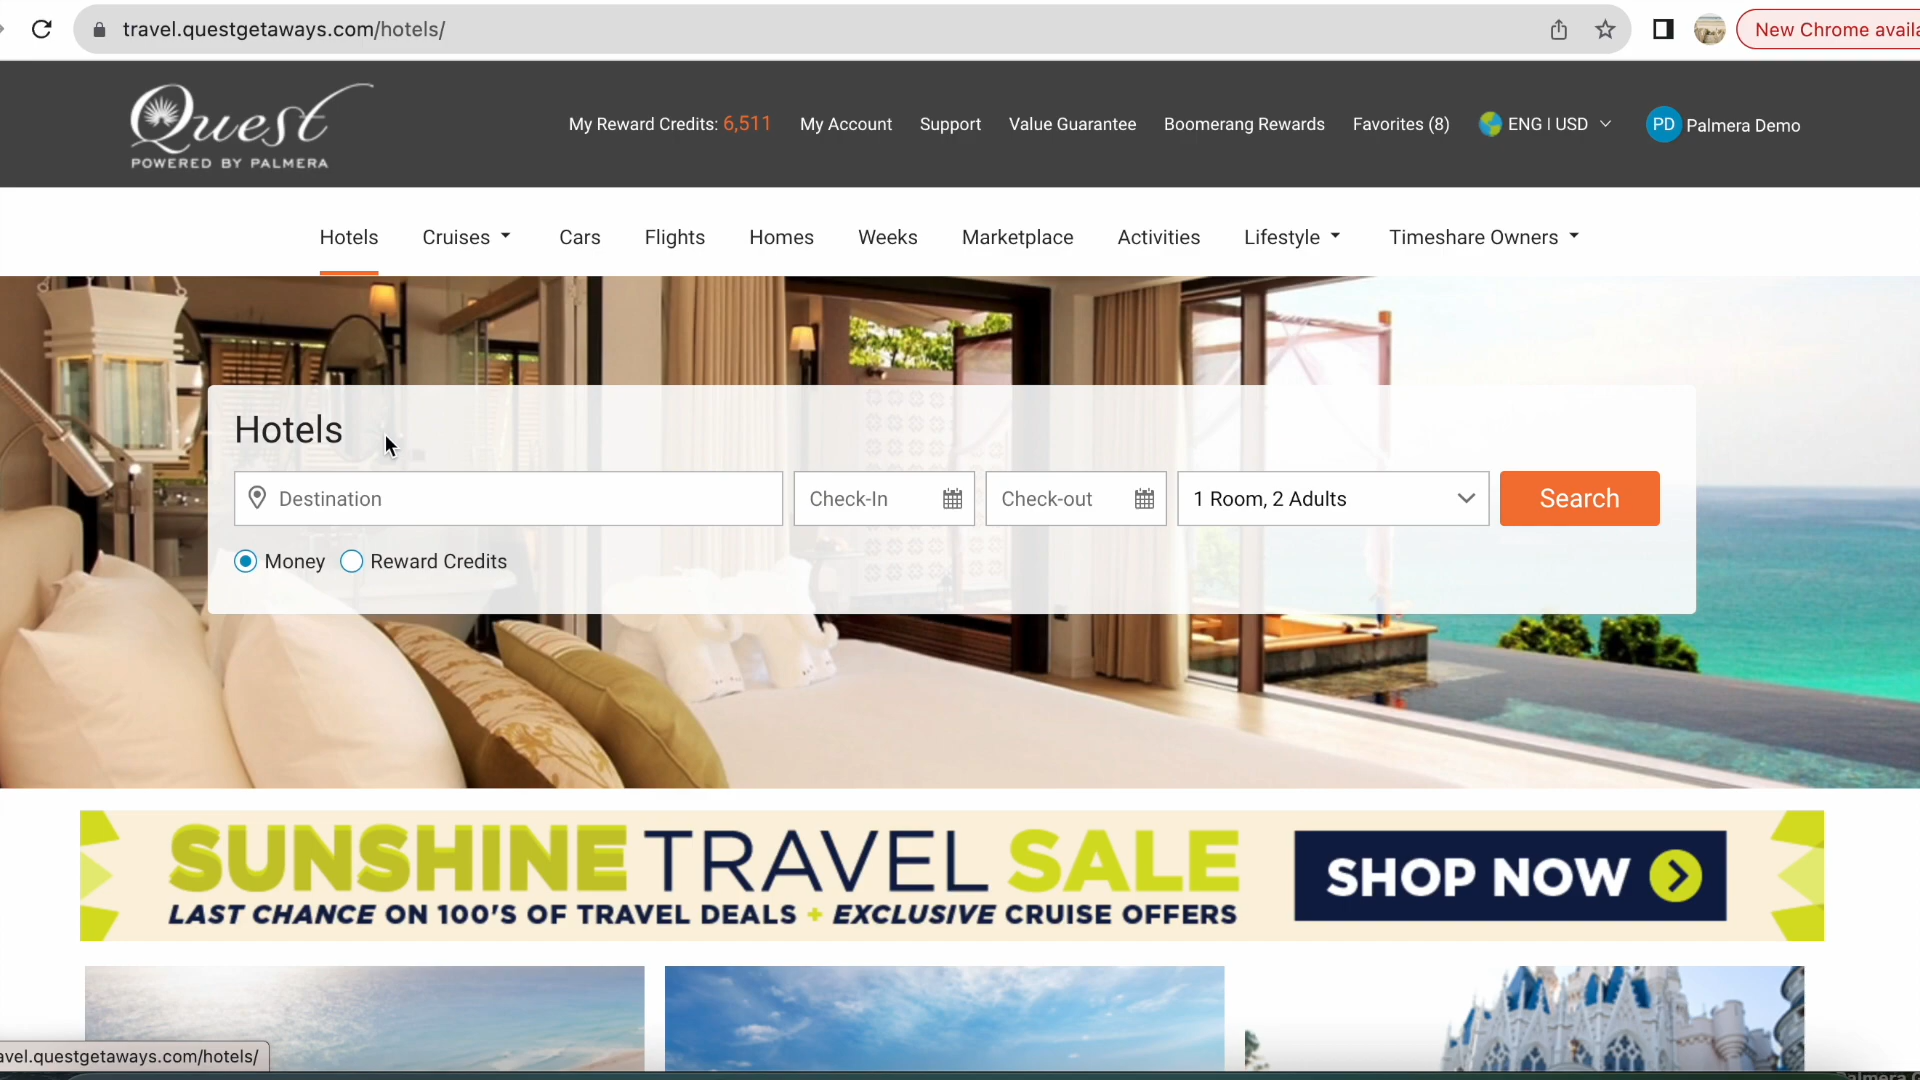 travel.questgetaways.com/hotels/
New Chrome availa
Quest
POWERED BY PALMERA
My Reward Credits: 6,511
My Account
Support
Value Guarantee
Boomerang Rewards
Favorites (8)
ENG | USD
PD Palmera Demo
Hotels
Cruises
Cars
Flights
Homes
Weeks
Marketplace
Activities
Lifestyle
Timeshare Owners
Hotels
Destination
Check-In
Check-out
1 Room, 2 Adults
Search
Money
Reward Credits
SUNSHINE TRAVEL SALE
LAST CHANCE ON 100'S OF TRAVEL DEALS + EXCLUSIVE CRUISE OFFERS
SHOP NOW
avel.questgetaways.com/hotels/